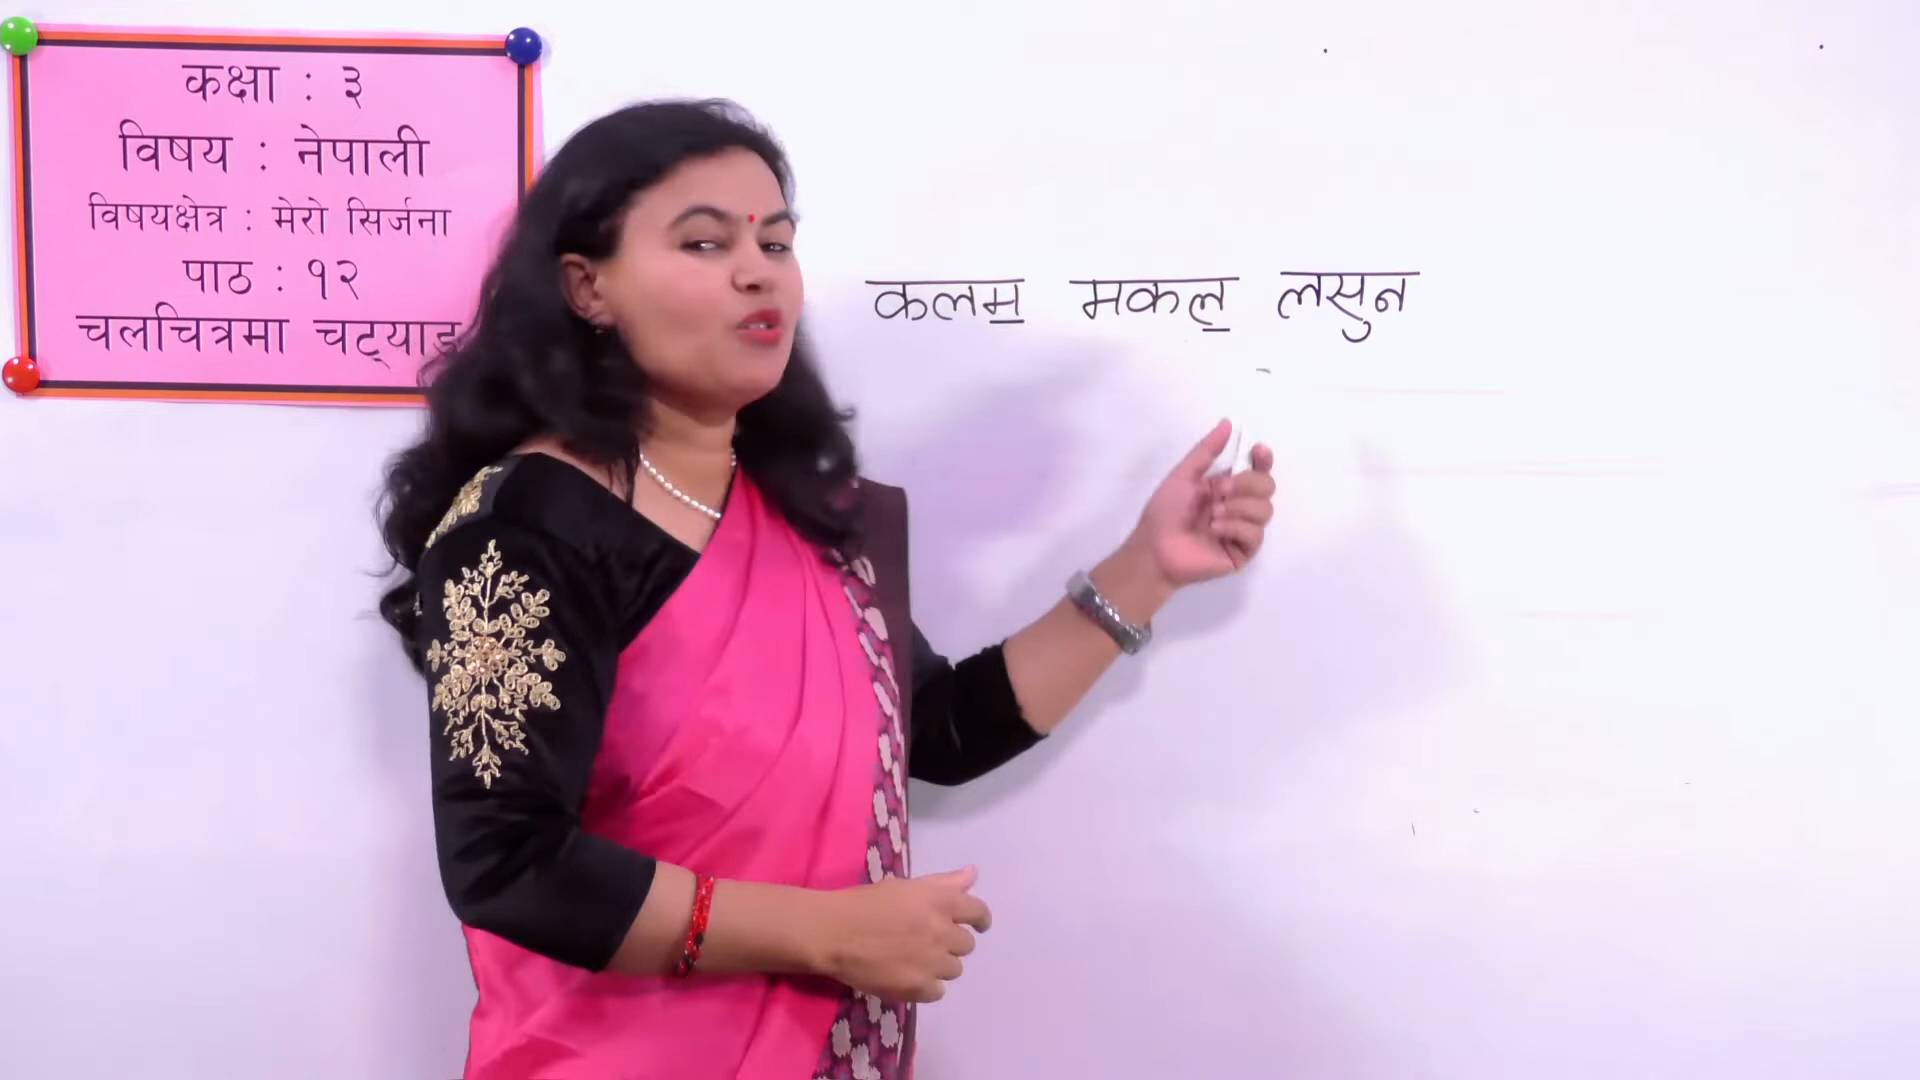 कक्षा : ३
विषय : नेपाली
विषयक्षेत्र : मेरो सिर्जना
पाठ : १२
चलचित्रमा चट्याङ
कलम मकल लसुन